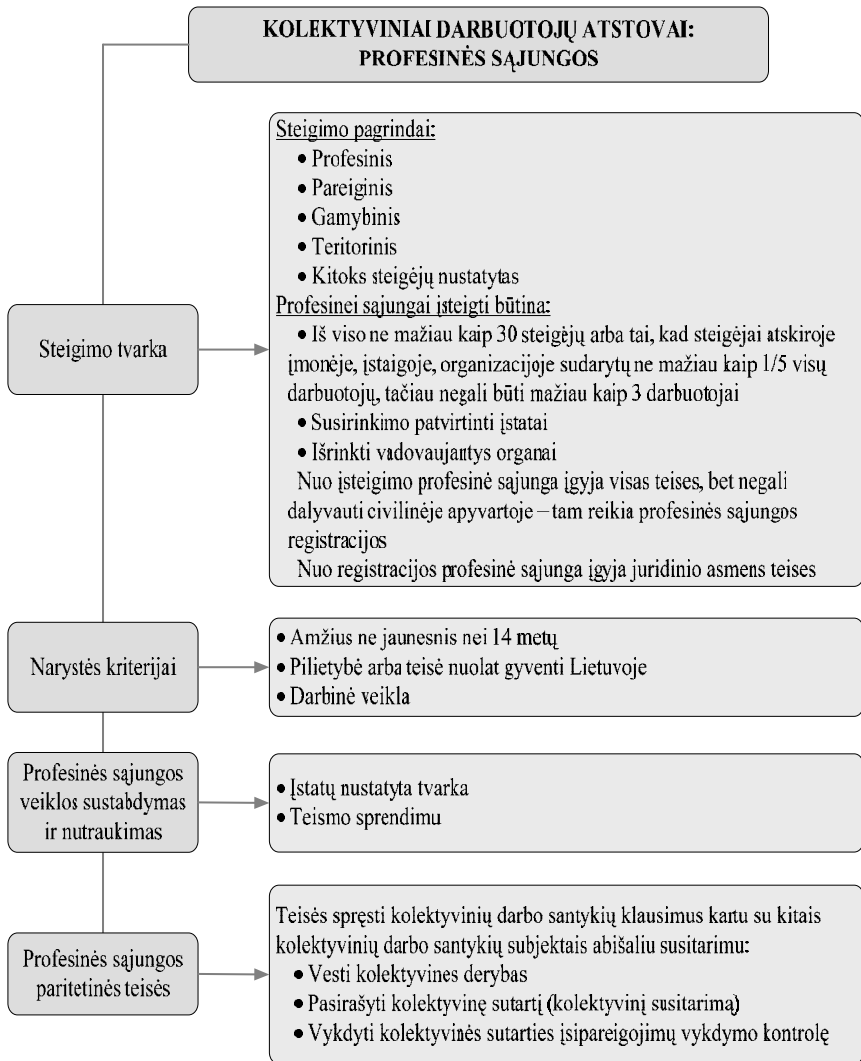 KOLEKTYVINIAI DARBUOTOJŲ ATSTOVAI:
PROFESINĖS SĄJUNGOS
Steigimo tvarka
Steigimo pagrindai:
• Profesinis
• Pareiginis
• Gamybinis
• Teritorinis
• Kitoks steigėjų nustatytas
Profesinei sąjungai įsteigti būtina:
• Iš viso ne mažiau kaip 30 steigėjų arba tai, kad steigėjai atskiroje
įmonėje, įstaigoje, organizacijoje sudarytų ne mažiau kaip 1/5 visų
darbuotojų, tačiau negali būti mažiau kaip 3 darbuotojai
• Susirinkimo patvirtinti įstatai
• Išrinkti vadovaujantys organai
Nuo įsteigimo profesinė sąjunga įgyja visas teises, bet negali
dalyvauti civilinėje apyvartoje – tam reikia profesinės sąjungos
registracijos
Nuo registracijos profesinė sąjunga įgyja juridinio asmens teises
Narystės kriterijai
• Amžius ne jaunesnis nei 14 metų
• Pilietybė arba teisė nuolat gyventi Lietuvoje
• Darbinė veikla
Profesinės sąjungos
veiklos sustabdymas
ir nutraukimas
• Įstatų nustatyta tvarka
• Teismo sprendimu
Profesinės sąjungos
paritetinės teisės
Teisės spręsti kolektyvinių darbo santykių klausimus kartu su kitais
kolektyvinių darbo santykių subjektais abišaliu susitarimu:
• Vesti kolektyvines derybas
• Pasirašyti kolektyvinę sutartį (kolektyvinį susitarimą)
• Vykdyti kolektyvinės sutarties įsipareigojimų vykdymo kontrolę